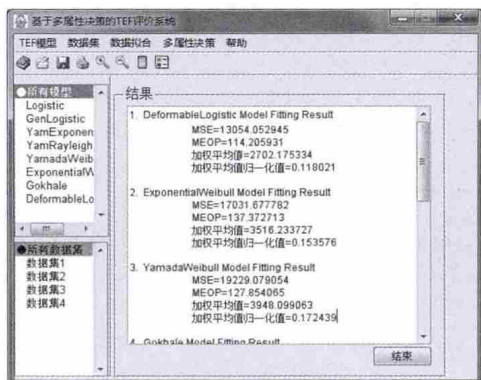 基于多属性决策的TEF评价系统
TEF模型 数据集 数据拟合 多属性决策 帮助
所有模型
Logistic
GenLogistic
YamExponen
YamRayleigh
YamadaWeib
ExponentialW
Gokhale
DeformableLo
所有数据集
数据集1
数据集2
数据集3
数据集4
结果
1. DeformableLogistic Model Fitting Result
MSE=13054.052945
MEOP=114.205931
加权平均值=2702.175334
加权平均值归一化值=0.118021
2. ExponentialWeibull Model Fitting Result
MSE=17031.677782
MEOP=137.372713
加权平均值=3516.233727
加权平均值归一化值=0.153576
3. YamadaWeibull Model Fitting Result
MSE=19229.079054
MEOP=127.854065
加权平均值=3948.099063
加权平均值归一化值=0.172439
4. Gokhale Model Fitting Result
结束